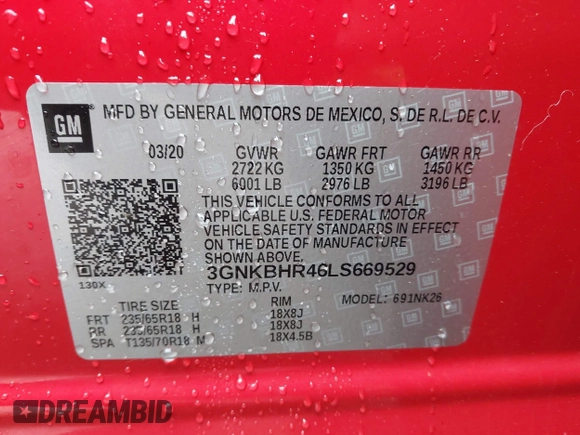 GM
MFD BY GENERAL MOTORS DE MEXICO, S. DE R.L. DE C.V.
03/20 GVWR GAWR FRT GAWR RR
2722 KG 1350 KG 1450 KG
6001 LB 2976 LB 3196 LB
THIS VEHICLE CONFORMS TO ALL
APPLICABLE U.S. FEDERAL MOTOR
VEHICLE SAFETY STANDARDS IN EFFECT
ON THE DATE OF MANUFACTURE
SHOWN ABOVE.
3GNKBHR46LS669529
130X TYPE: M.P.V. MODEL: 691NK26
TIRE SIZE RIM
FRT 235/65R18 H 18X8J
RR 235/65R18 H 18X8J
SPA T135/70R18 M 18X4.5B
DREAMBID